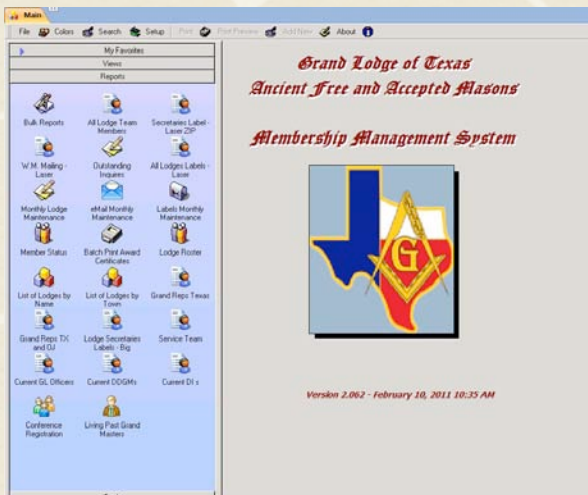 Main
File Colors Search Setup Print Print Preview Add New About
My Favorites
Views
Reports
Bulk Reports
All Lodge Team Members
Secretaries Label - Laser ZIP
W.M. Mailing - Laser
Outstanding Inquires
All Lodges Labels - Laser
Monthly Lodge Maintenance
eMail Monthly Maintenance
Labels Monthly Maintenance
Member Status
Batch Print Award Certificates
Lodge Roster
List of Lodges by Name
List of Lodges by Town
Grand Reps Texas
Grand Reps TX and OJ
Lodge Secretaries Labels - Big
Service Team
Current GL Officers
Current DDGMs
Current DI s
Conference Registration
Living Past Grand Masters
Grand Lodge of Texas
Ancient Free and Accepted Masons
Membership Management System
G
Version 2.062 - February 10, 2011 10:35 AM